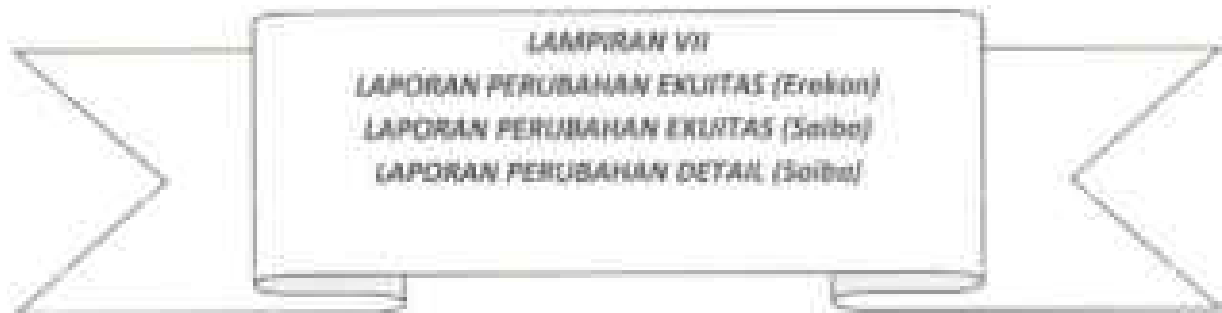 LAMPIRAN VII
LAPORAN PERUBAHAN EKUITAS (Erekon)
LAPORAN PERUBAHAN EKUITAS (Saiba)
LAPORAN PERUBAHAN DETAIL (Saiba)